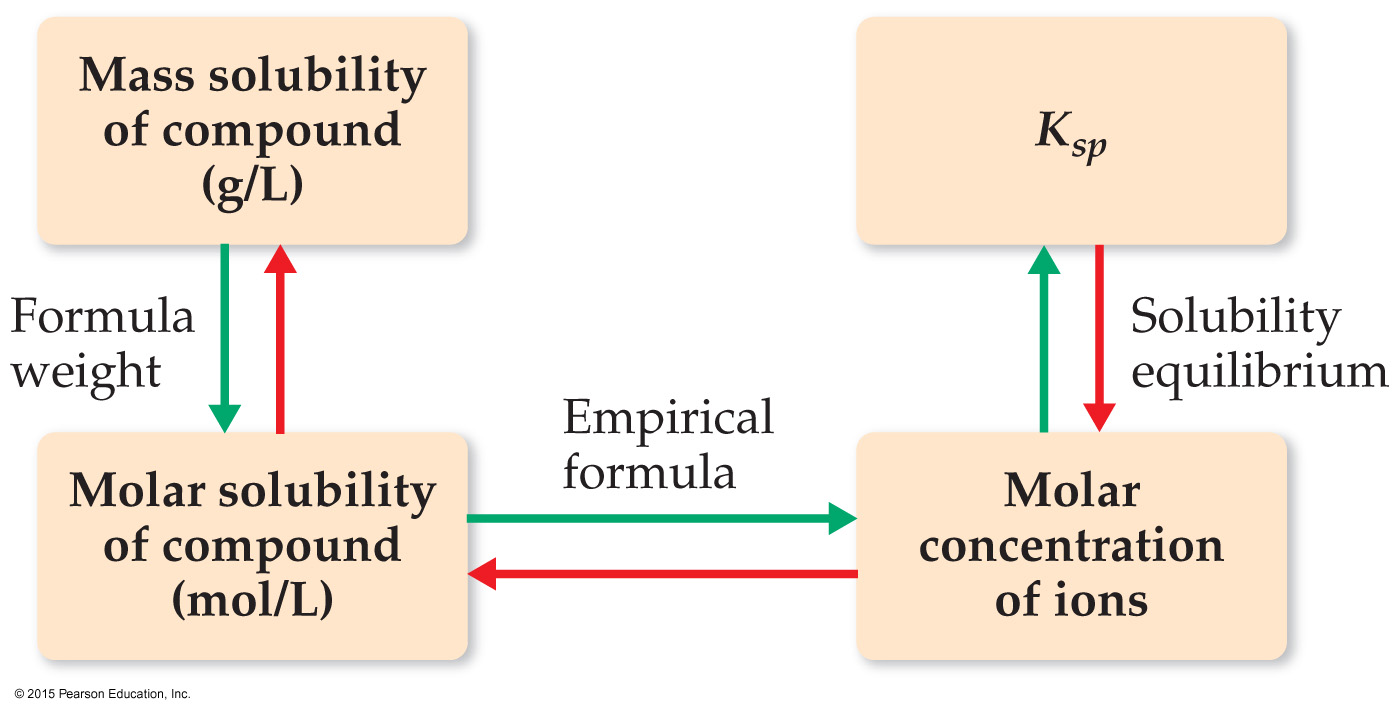 Mass solubility
of compound
(g/L)
Ksp
Formula
weight
Solubility
equilibrium
Empirical
formula
Molar solubility
of compound
(mol/L)
Molar
concentration
of ions
© 2015 Pearson Education, Inc.